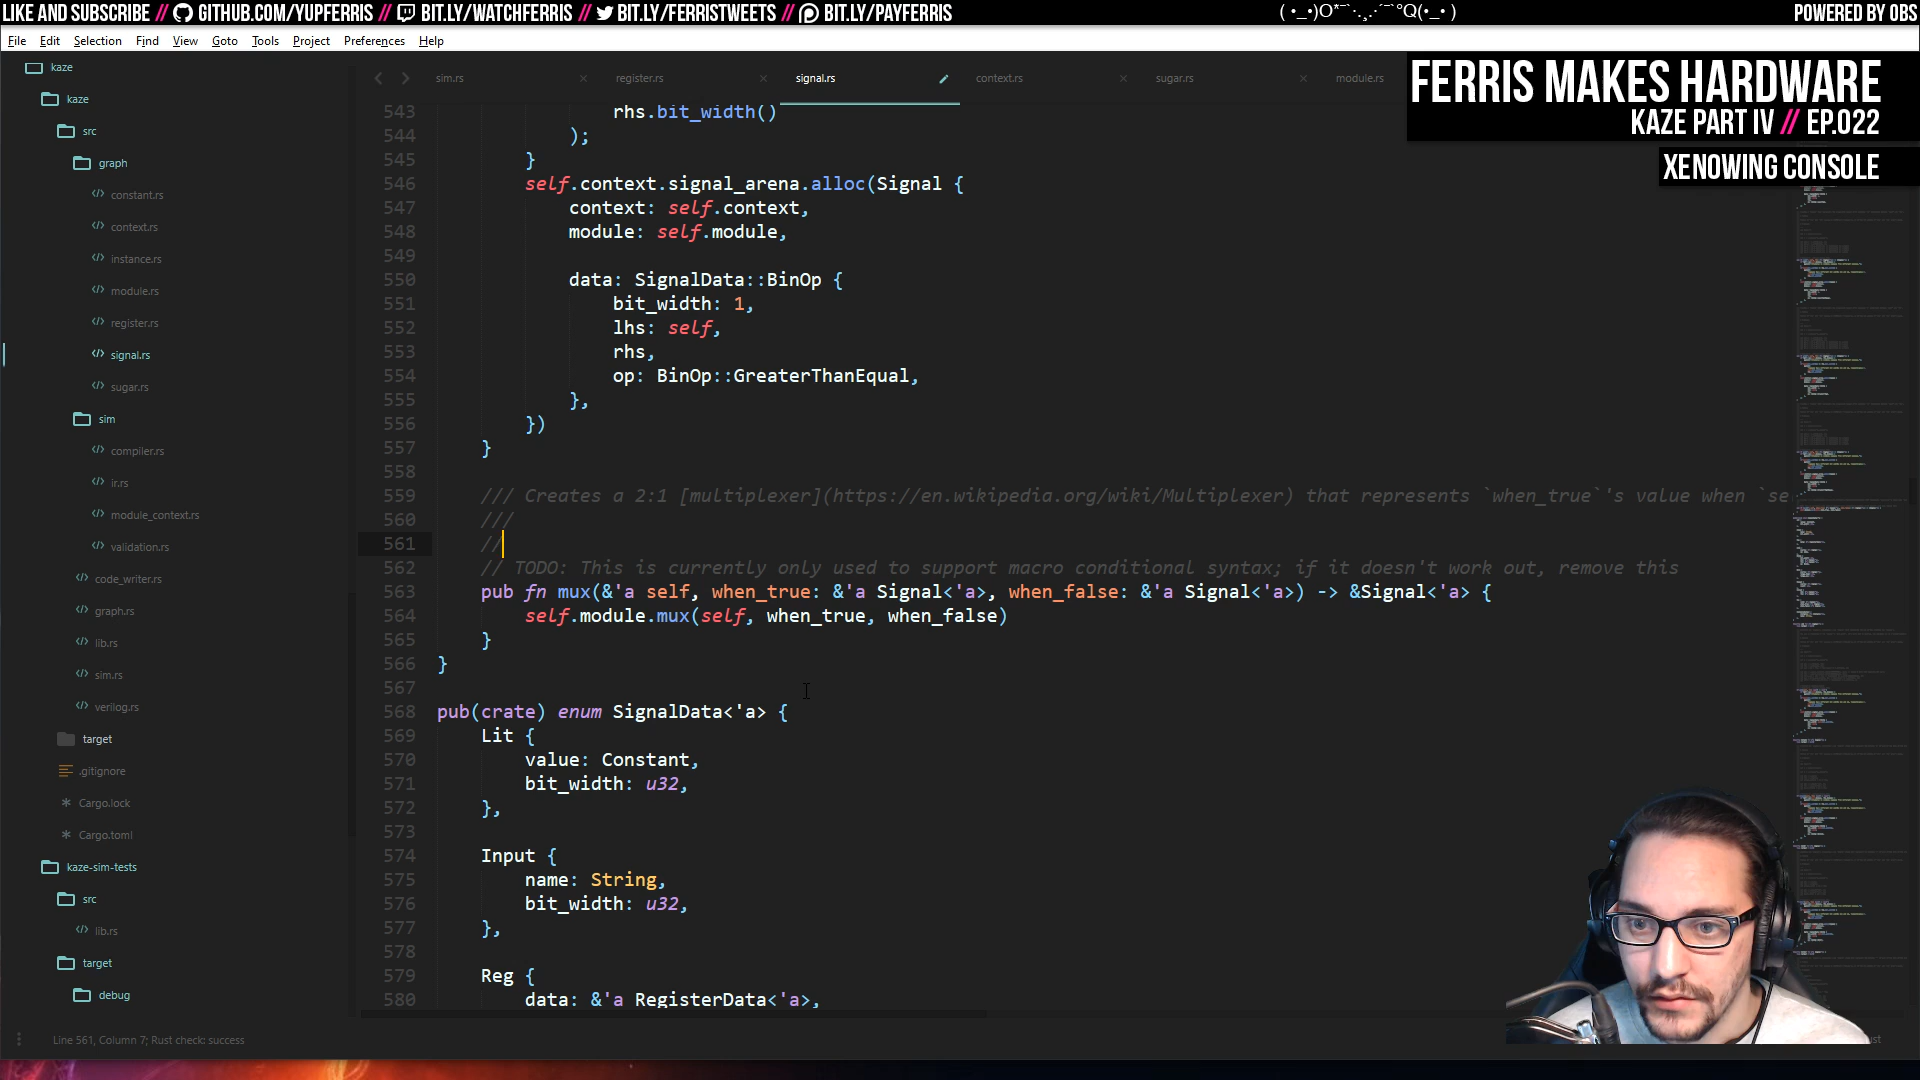 LIKE AND SUBSCRIBE // GITHUB.COM/YUPFERRIS // BIT.LY/WATCHFERRIS // BIT.LY/FERRISTWEETS // BIT.LY/PAYFERRIS
POWERED BY OBS
File Edit Selection Find View Goto Tools Project Preferences Help
FERRIS MAKES HARDWARE
KAZE PART IV // EP.022
XENOWING CONSOLE
kaze
kaze
src
graph
constant.rs
context.rs
instance.rs
module.rs
register.rs
signal.rs
sugar.rs
sim
compiler.rs
ir.rs
module_context.rs
validation.rs
code_writer.rs
graph.rs
lib.rs
sim.rs
verilog.rs
target
.gitignore
Cargo.lock
Cargo.toml
kaze-sim-tests
src
lib.rs
target
debug
sim.rs register.rs signal.rs context.rs sugar.rs module.rs
543 rhs.bit_width()
544 );
545 }
546 self.context.signal_arena.alloc(Signal {
547 context: self.context,
548 module: self.module,
549
550 data: SignalData::BinOp {
551 bit_width: 1,
552 lhs: self,
553 rhs,
554 op: BinOp::GreaterThanEqual,
555 },
556 })
557 }
558
559 /// Creates a 2:1 [multiplexer](https://en.wikipedia.org/wiki/Multiplexer) that represents `when_true`'s value when `se
560 ///
561 //
562 // TODO: This is currently only used to support macro conditional syntax; if it doesn't work out, remove this
563 pub fn mux(&'a self, when_true: &'a Signal<'a>, when_false: &'a Signal<'a>) -> &Signal<'a> {
564 self.module.mux(self, when_true, when_false)
565 }
566 }
567
568 pub(crate) enum SignalData<'a> {
569 Lit {
570 value: Constant,
571 bit_width: u32,
572 },
573
574 Input {
575 name: String,
576 bit_width: u32,
577 },
578
579 Reg {
580 data: &'a RegisterData<'a>,
Line 561, Column 7; Rust check: success